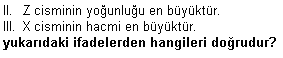 II. Z cisminin yoğunluğu en büyüktür.
III. X cisminin hacmi en büyüktür.
yukarıdaki ifadelerden hangileri doğrudur?